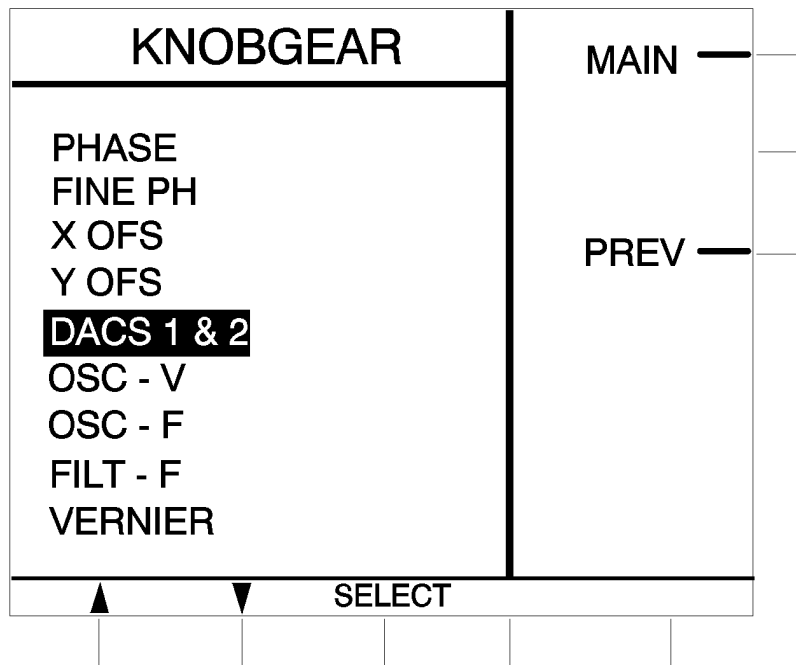 KNOBGEAR
PHASE
FINE PH
X OFS
Y OFS
DACS 1 & 2
OSC - V
OSC - F
FILT - F
VERNIER
MAIN
PREV
SELECT